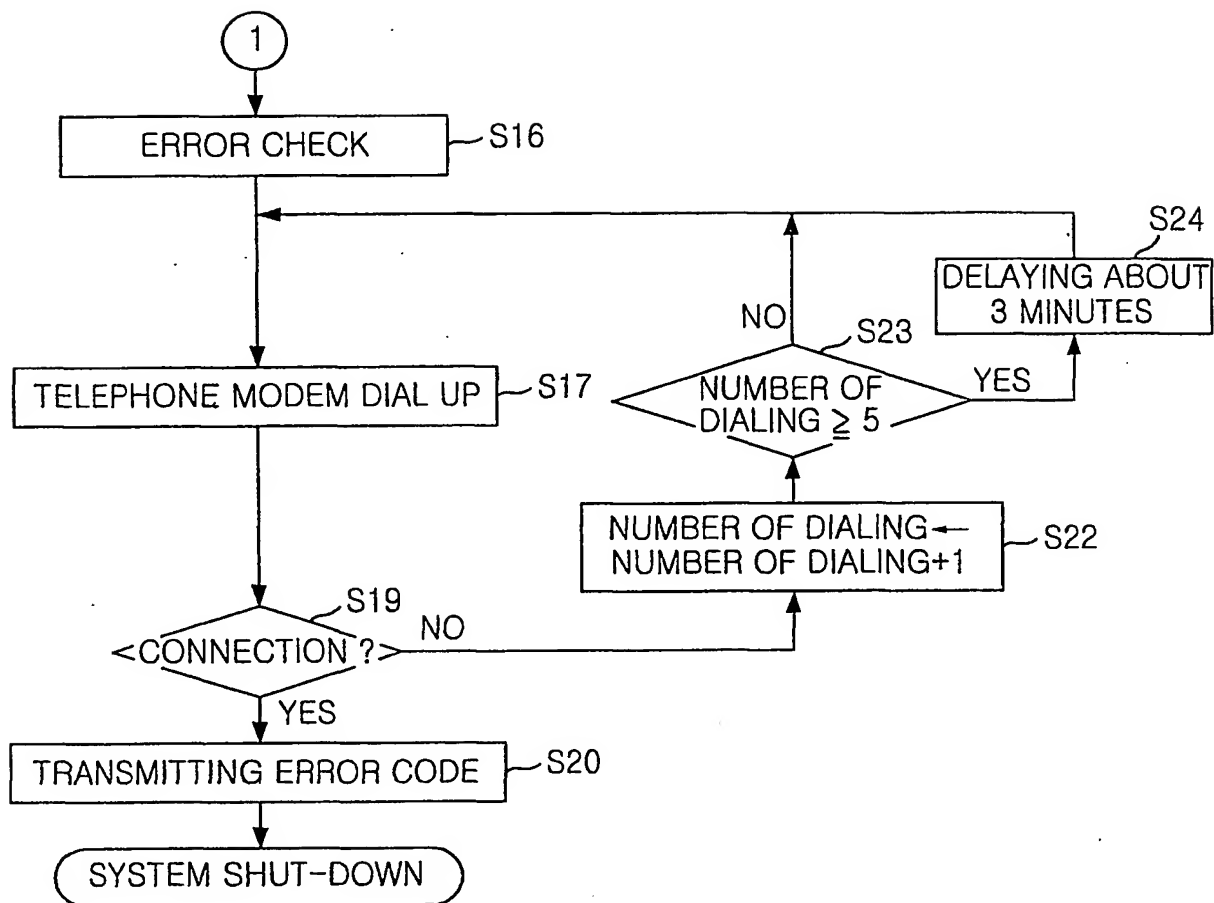 1
ERROR CHECK
S16
S24
DELAYING ABOUT
3 MINUTES
NO
S23
YES
TELEPHONE MODEM DIAL UP
S17
NUMBER OF
DIALING ≧ 5
NUMBER OF DIALING←
NUMBER OF DIALING+1
S22
S19
CONNECTION ?
NO
YES
TRANSMITTING ERROR CODE
S20
SYSTEM SHUT-DOWN